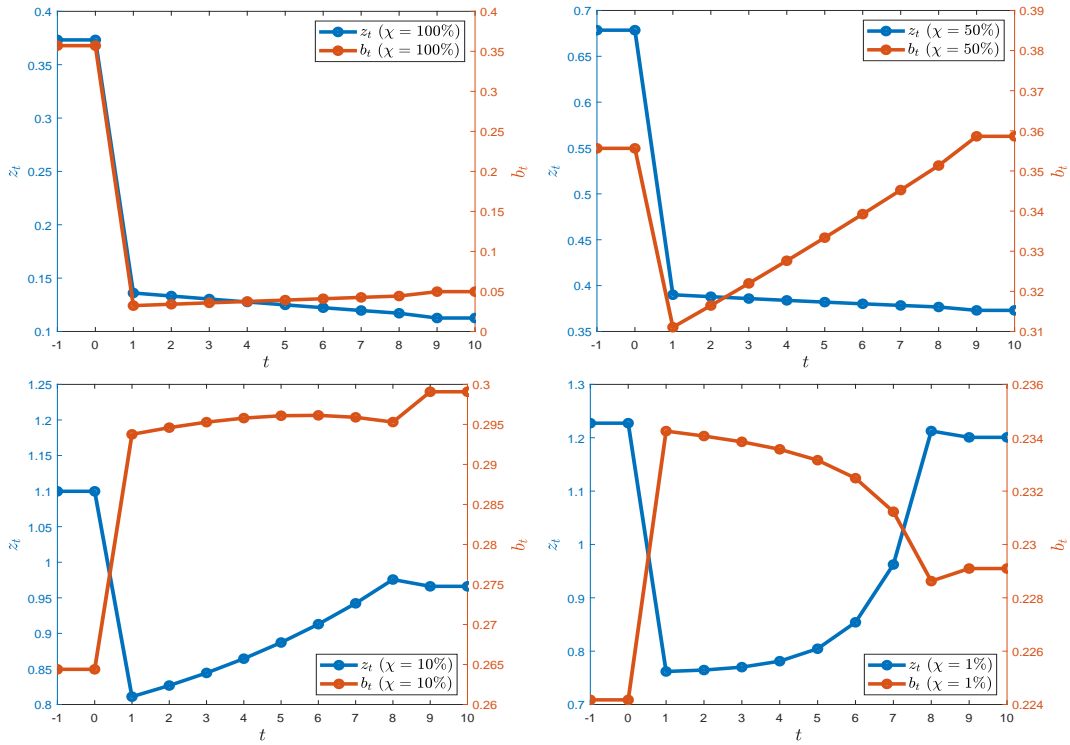 0.4
0.35
0.3
0.25
0.2
0.15
0.1
z_t
-1 0 1 2 3 4 5 6 7 8 9 10
t
0.4
0.35
0.3
0.25
0.2
0.15
0.1
0.05
0
b_t
z_t (χ = 100%)
b_t (χ = 100%)
0.7
0.65
0.6
0.55
0.5
0.45
0.4
0.35
z_t
-1 0 1 2 3 4 5 6 7 8 9 10
t
0.39
0.38
0.37
0.36
0.35
0.34
0.33
0.32
0.31
b_t
z_t (χ = 50%)
b_t (χ = 50%)
1.25
1.2
1.15
1.1
1.05
1
0.95
0.9
0.85
0.8
z_t
-1 0 1 2 3 4 5 6 7 8 9 10
t
0.3
0.295
0.29
0.285
0.28
0.275
0.27
0.265
0.26
b_t
z_t (χ = 10%)
b_t (χ = 10%)
1.3
1.2
1.1
1
0.9
0.8
0.7
z_t
-1 0 1 2 3 4 5 6 7 8 9 10
t
0.236
0.234
0.232
0.23
0.228
0.226
0.224
b_t
z_t (χ = 1%)
b_t (χ = 1%)